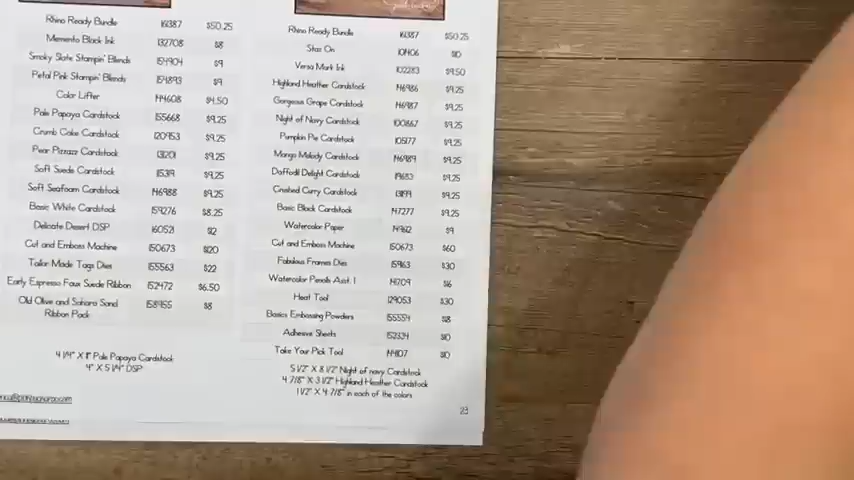 Rhino Ready Bundle 161387 $50.25
Memento Black Ink 132708 $8
Smoky Slate Stampin' Blends 154904 $9
Petal Pink Stampin' Blends 154893 $9
Color Lifter 144608 $4.50
Pale Papaya Cardstock 155668 $9.25
Crumb Cake Cardstock 120953 $9.25
Pear Pizzazz Cardstock 131201 $9.25
Soft Suede Cardstock 115319 $9.25
Soft Seafoam Cardstock 146988 $9.25
Basic White Cardstock 159276 $8.25
Delicate Desert DSP 160521 $12
Cut and Emboss Machine 150673 $120
Tailor Made Tags Dies 155563 $22
Early Espresso Faux Suede Ribbon 152472 $6.50
Old Olive and Sahara Sand 158955 $8
Ribbon Pack
4 1/4" X 11" Pale Papaya Cardstock
4" X 5 1/4" DSP
Rhino Ready Bundle 161387 $50.25
Staz On 101406 $10
Versa Mark Ink 102283 $9.50
Highland Heather Cardstock 146986 $9.25
Gorgeous Grape Cardstock 146987 $9.25
Night of Navy Cardstock 100867 $9.25
Pumpkin Pie Cardstock 105117 $9.25
Mango Melody Cardstock 146989 $9.25
Daffodil Delight Cardstock 119683 $9.25
Crushed Curry Cardstock 131199 $9.25
Basic Black Cardstock 147277 $9.25
Watercolor Paper $9
Cut and Emboss Machine 150673 $60
Fabulous Frames Dies $30
Watercolor Pencils Asst. 1 141709 $16
Heat Tool 129053 $30
Basics Embossing Powders 155554 $18
Adhesive Sheets 152334 $10
Take Your Pick Tool 144107 $10
5 1/2" X 8 1/2" Night of navy Cardstock
4 7/8" X 3 1/2" Highland Heather Cardstock
1 1/2" X 4 7/8" in each of the colors
23